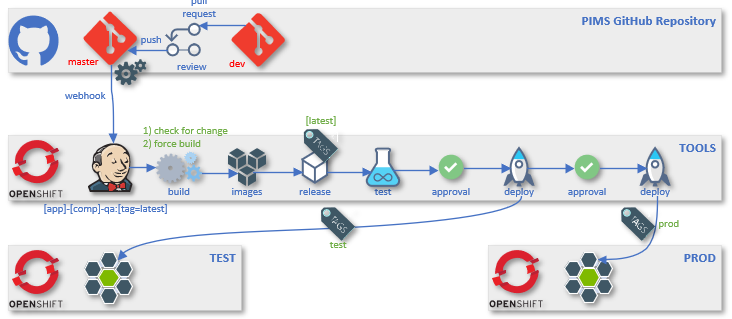 pull
request
PIMS GitHub Repository
push
master
review
dev
webhook
[latest]
1) check for change
2) force build
TAGS
TOOLS
OPENSHIFT
build
images
release
test
approval
deploy
approval
deploy
[app]-[comp]-qa:[tag=latest]
TAGS
test
TAGS
prod
TEST
OPENSHIFT
PROD
OPENSHIFT